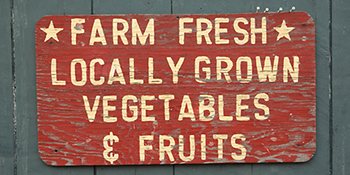 ★ FARM FRESH ★
LOCALLY GROWN
VEGETABLES
& FRUITS